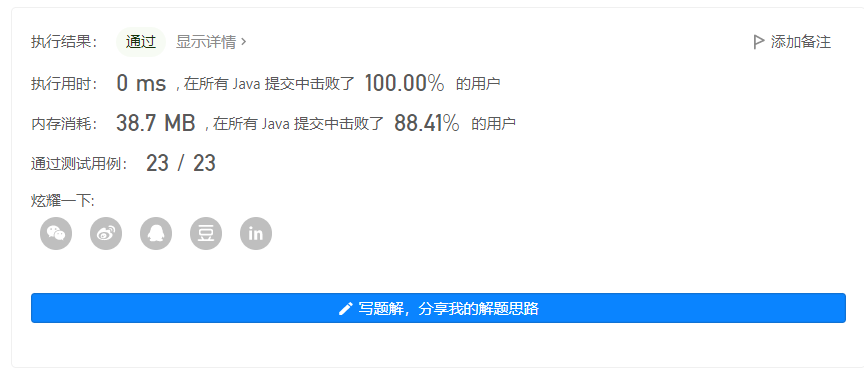 执行结果： 通过 显示详情 › 添加备注
执行用时： 0 ms , 在所有 Java 提交中击败了 100.00% 的用户
内存消耗： 38.7 MB , 在所有 Java 提交中击败了 88.41% 的用户
通过测试用例： 23 / 23
炫耀一下:
豆 in
写题解，分享我的解题思路